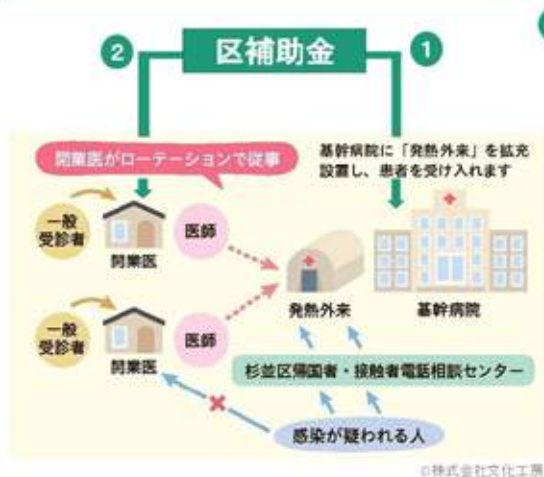 区補助金
2
1
開業医がローテーションで従事
基幹病院に「発熱外来」を拡充
設置し、患者を受け入れます
一般
受診者
開業医
医師
発熱外来
基幹病院
一般
受診者
開業医
医師
杉並区帰国者・接触者電話相談センター
感染が疑われる人
©株式会社文化工房